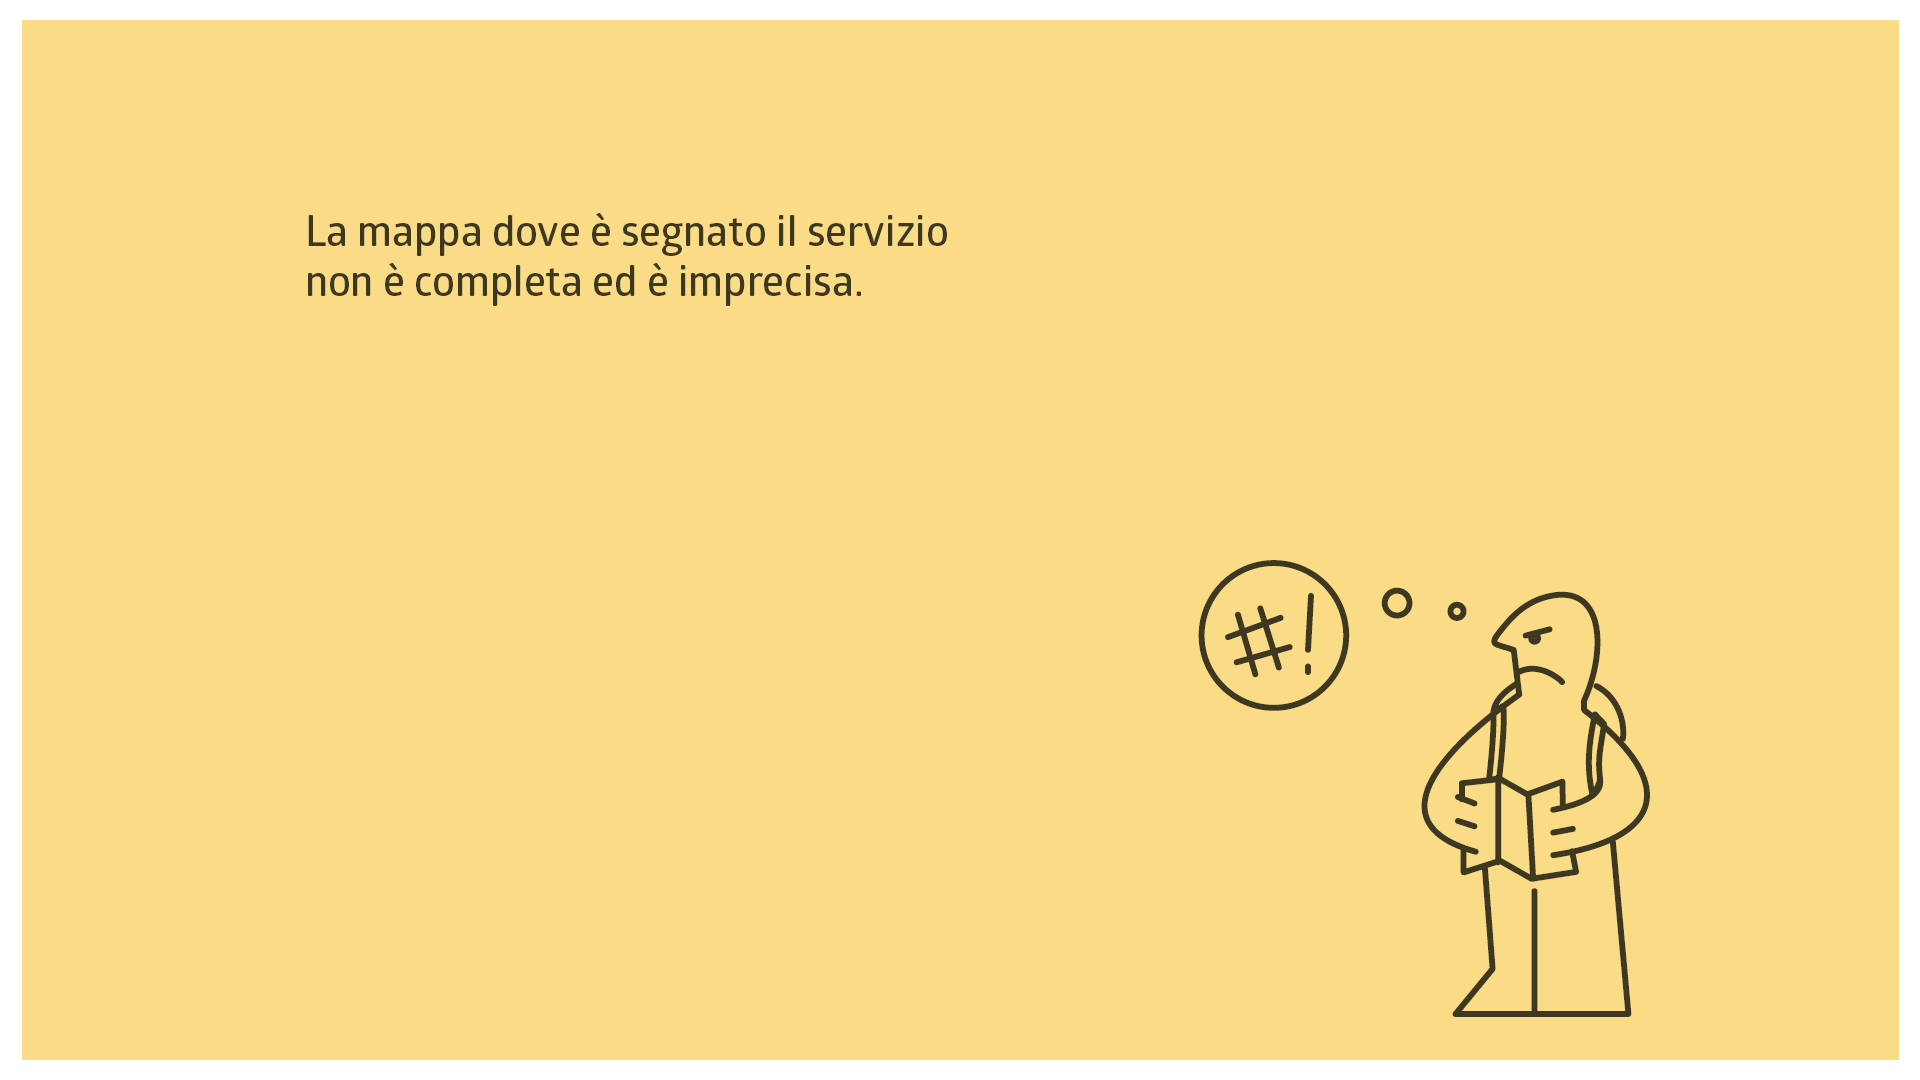 La mappa dove è segnato il servizio
non è completa ed è imprecisa.
#!